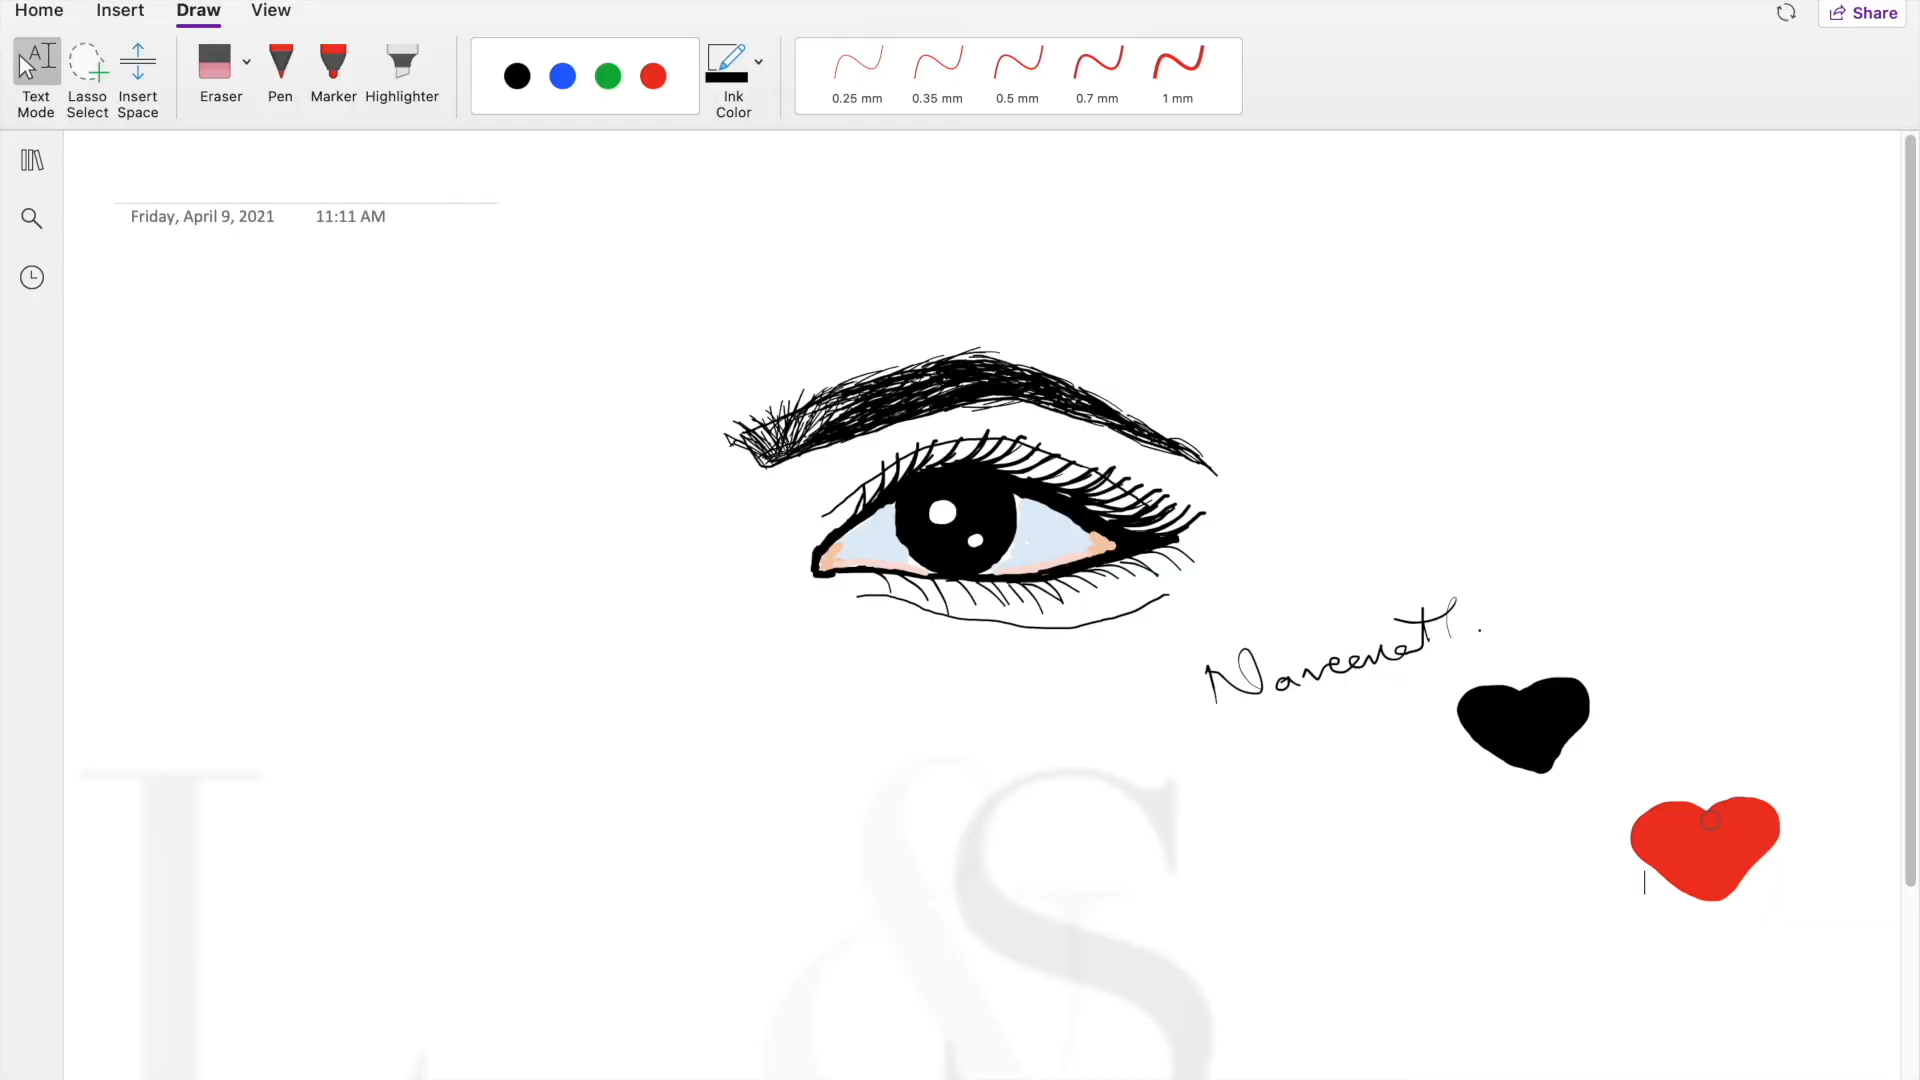 Home Insert Draw View
Share
Text Mode
Lasso Select
Insert Space
Eraser
Pen
Marker
Highlighter
Ink Color
0.25 mm
0.35 mm
0.5 mm
0.7 mm
1 mm
Friday, April 9, 2021 11:11 AM
L & S